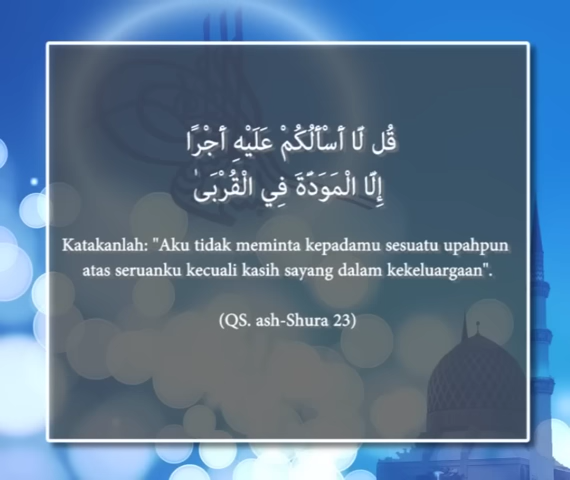 قُل لَّا أَسْأَلُكُمْ عَلَيْهِ أَجْرًا
إِلَّا الْمَوَدَّةَ فِي الْقُرْبَىٰ
Katakanlah: "Aku tidak meminta kepadamu sesuatu upahpun
atas seruanku kecuali kasih sayang dalam kekeluargaan".
(QS. ash-Shura 23)